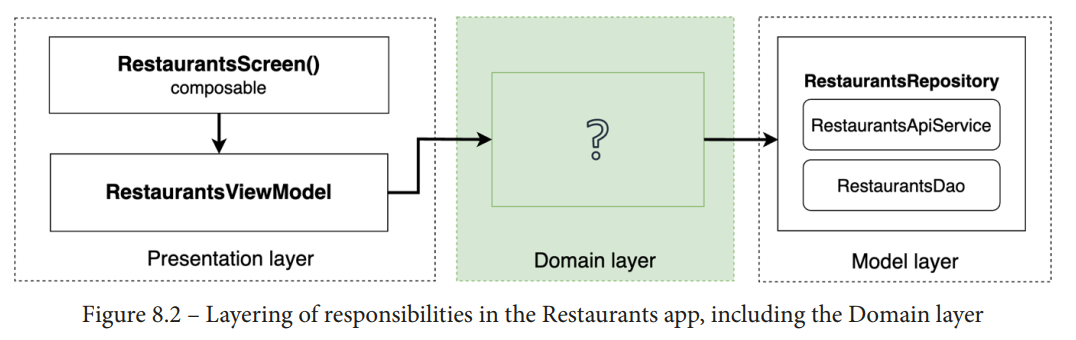 RestaurantsScreen()
composable
RestaurantsViewModel
Presentation layer
?
Domain layer
RestaurantsRepository
RestaurantsApiService
RestaurantsDao
Model layer
Figure 8.2 – Layering of responsibilities in the Restaurants app, including the Domain layer